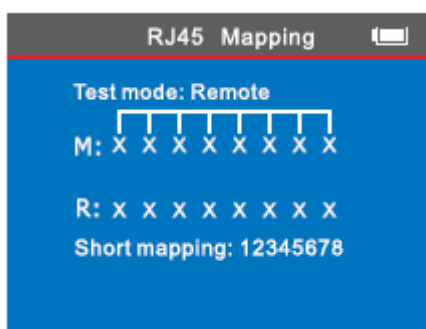 RJ45 Mapping
Test mode: Remote
M: X X X X X X X X
R: X X X X X X X X
Short mapping: 12345678